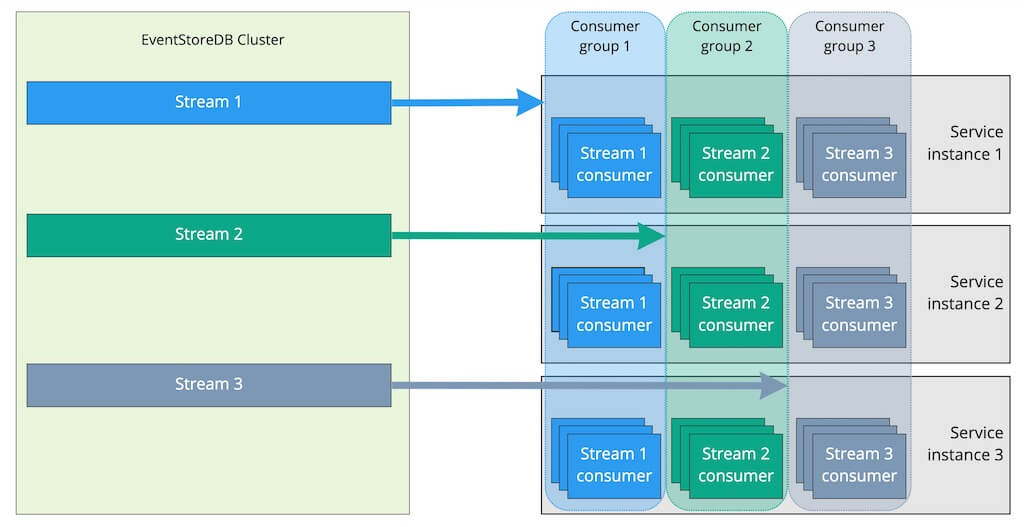 EventStoreDB Cluster
Stream 1
Stream 2
Stream 3
Consumer
group 1
Consumer
group 2
Consumer
group 3
Stream 1
consumer
Stream 2
consumer
Stream 3
consumer
Service
instance 1
Stream 1
consumer
Stream 2
consumer
Stream 3
consumer
Service
instance 2
Stream 1
consumer
Stream 2
consumer
Stream 3
consumer
Service
instance 3